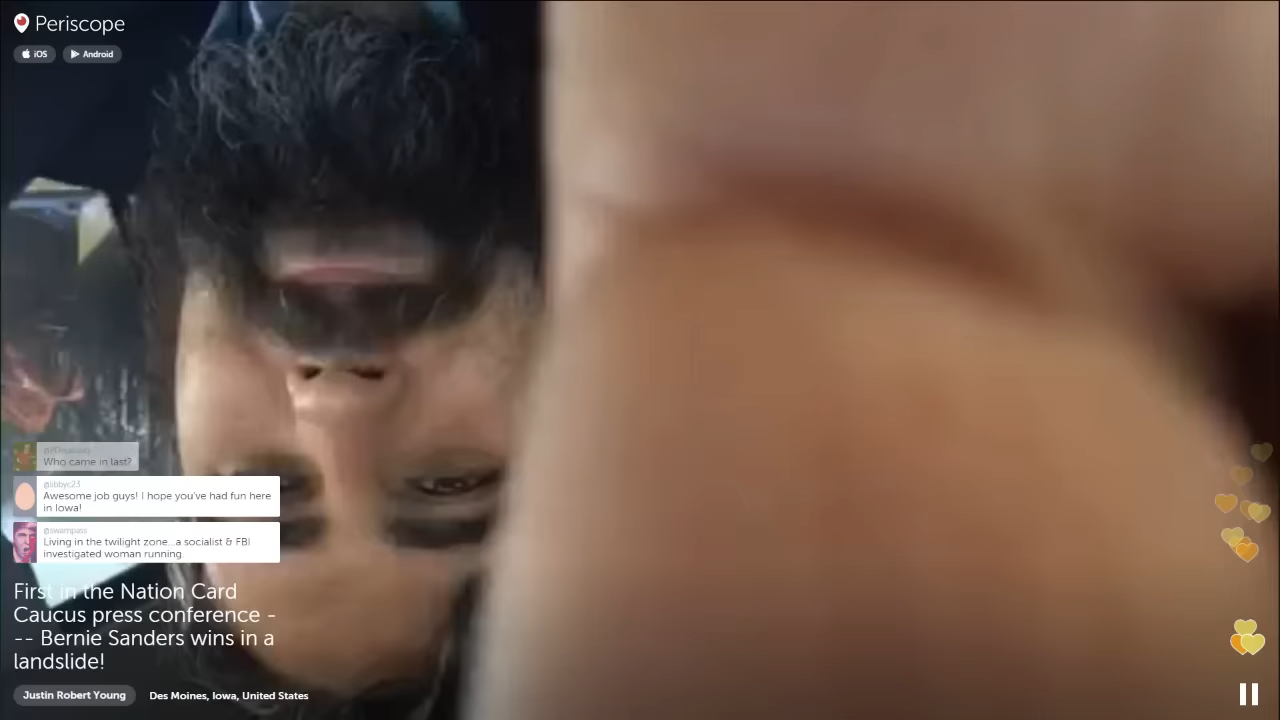 Periscope
iOS
Android
Who came in last?
@libbyc23
Awesome job guys! I hope you've had fun here
in Iowa!
@swampass
Living in the twilight zone...a socialist & FBI
investigated woman running
First in the Nation Card
Caucus press conference -
-- Bernie Sanders wins in a
landslide!
Justin Robert Young
Des Moines, Iowa, United States